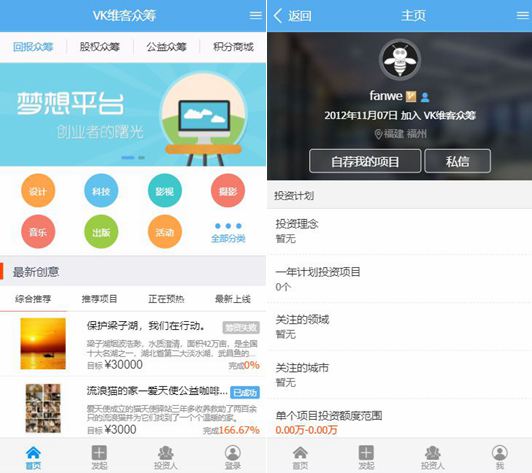 VK维客众筹
回报众筹 股权众筹 公益众筹 积分商城
梦想平台
创业者的曙光
设计 科技 影视 摄影
音乐 出版 活动 全部分类
最新创意
综合推荐 推荐项目 正在预热 最新上线
保护梁子湖，我们在行动。 筹资失败
梁子湖烟波浩渺，水质澄清，面积42万亩，是全国
十大名湖之一，湖北省第二大淡水湖，武昌鱼的...
目标 ¥30000 完成0%
流浪猫的家—爱天使公益咖啡... 已成功
爱天使成立的猫天使驿站三年多收养救助了两百余
只的流浪猫并为它们找到了一个个温暖的家。
目标 ¥3000 完成166.67%
首页 发起 投资人 登录
返回 主页
fanwe
2012年11月07日 加入 VK维客众筹
福建 福州
自荐我的项目 私信
投资计划
投资理念
暂无
一年计划投资项目
0个
关注的领域
暂无
关注的城市
暂无
单个项目投资额度范围
0.00万-0.00万
首页 发起 投资人 我